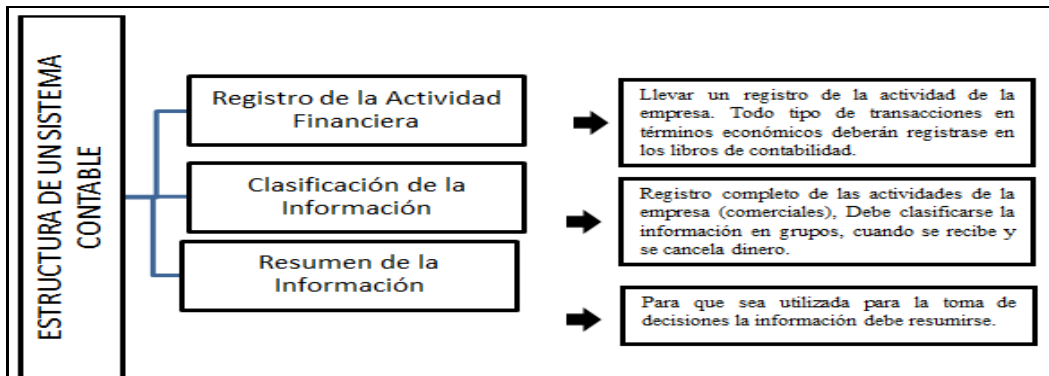 ESTRUCTURA DE UN SISTEMA
CONTABLE
Registro de la Actividad
Financiera
Llevar un registro de la actividad de la
empresa. Todo tipo de transacciones en
términos económicos deberán registrase en
los libros de contabilidad.
Clasificación de la
Información
Registro completo de las actividades de la
empresa (comerciales), Debe clasificarse la
información en grupos, cuando se recibe y
se cancela dinero.
Resumen de la
Información
Para que sea utilizada para la toma de
decisiones la información debe resumirse.